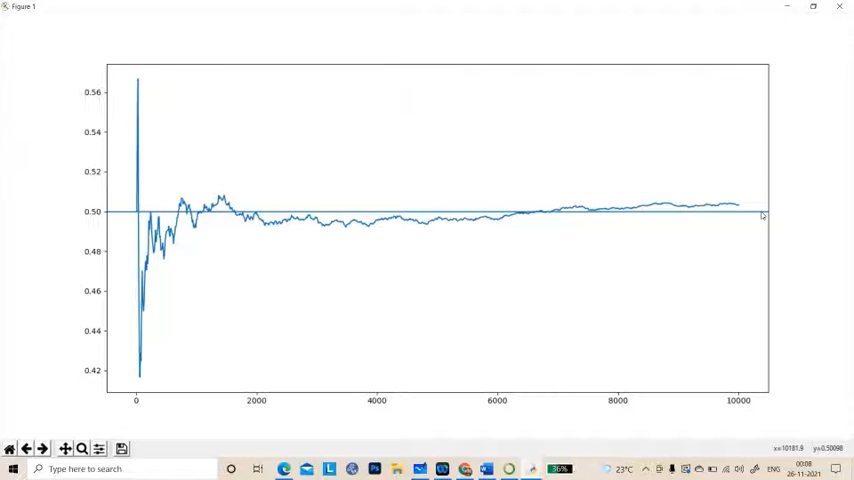 Figure 1
0.56
0.54
0.52
0.50
0.48
0.46
0.44
0.42
0 2000 4000 6000 8000 10000
x=10181.9 y=0.50098
Type here to search
L
Ps
W
36%
23°C
ENG
00:08
26-11-2021